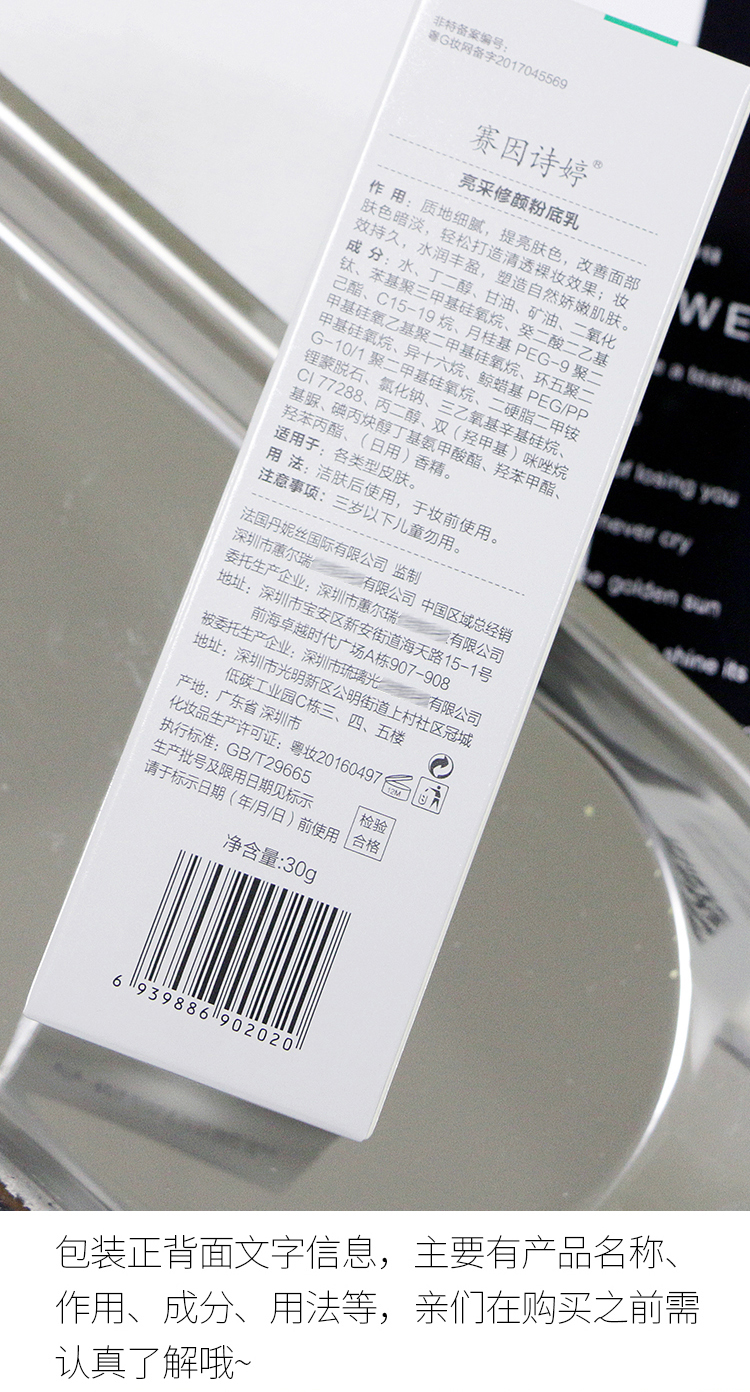 非特备案编号：
粤G妆网备字2017045569
赛因诗婷®
亮采修颜粉底乳
作 用：质地细腻，提亮肤色，改善面部
肤色暗淡，轻松打造清透裸妆效果；妆
效持久，水润丰盈，塑造自然娇嫩肌肤。
成 分：水、丁二醇、甘油、矿油、二氧化
钛、苯基聚三甲基硅氧烷、癸二酸二乙基
己酯、C15-19 烷、月桂基 PEG-9 聚二
甲基硅氧乙基聚二甲基硅氧烷、环五聚二
甲基硅氧烷、异十六烷、鲸蜡基 PEG/PP
G-10/1 聚二甲基硅氧烷、二硬脂二甲铵
锂蒙脱石、氯化钠、三乙氧基辛基硅烷、
CI 77288、丙二醇、双（羟甲基）咪唑烷
基脲、碘丙炔醇丁基氨甲酸酯、羟苯甲酯、
羟苯丙酯、（日用）香精。
适用于：各类型皮肤。
用 法：洁肤后使用，于妆前使用。
注意事项：三岁以下儿童勿用。
法国丹妮丝国际有限公司 监制
深圳市蕙尔瑞 有限公司 中国区域总经销
委托生产企业：深圳市蕙尔瑞 有限公司
地址：深圳市宝安区新安街道海天路15-1号
前海卓越时代广场A栋907-908
被委托生产企业：深圳市琉璃光 有限公司
地址：深圳市光明新区公明街道上村社区冠城
低碳工业园C栋三、四、五楼
产地：广东省 深圳市
化妆品生产许可证：粤妆20160497
执行标准：GB/T29665
生产批号及限用日期见标示
请于标示日期（年/月/日）前使用
12M
检验
合格
净含量:30g
6 939886 902020
WE
a teardro
of losing you
never cry
golden sun
shine its
包装正背面文字信息，主要有产品名称、
作用、成分、用法等，亲们在购买之前需
认真了解哦~